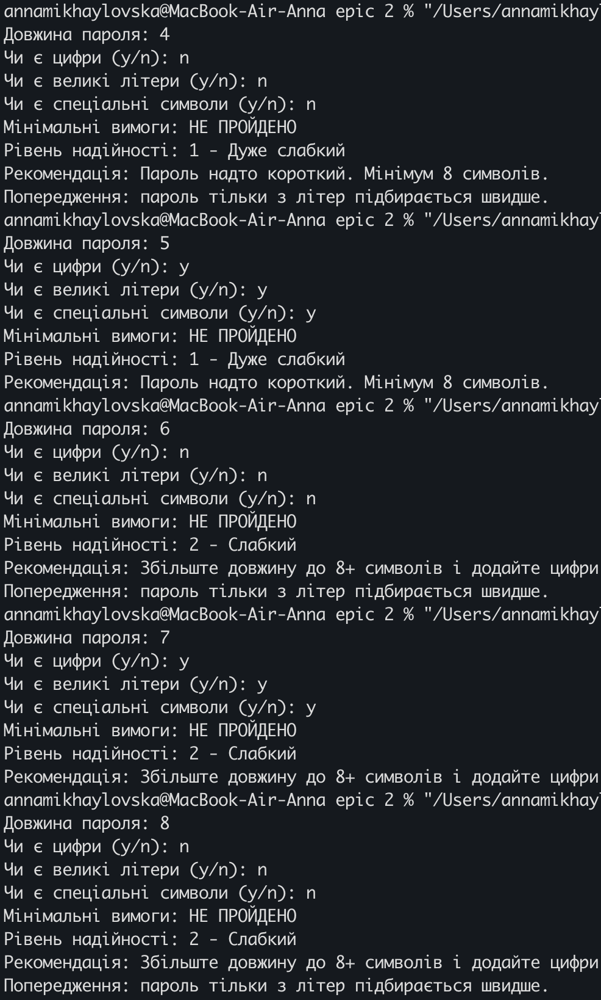 annamikhaylovska@MacBook-Air-Anna epic 2 % "/Users/annamikhayl
Довжина пароля: 4
Чи є цифри (y/n): n
Чи є великі літери (y/n): n
Чи є спеціальні символи (y/n): n
Мінімальні вимоги: НЕ ПРОЙДЕНО
Рівень надійності: 1 - Дуже слабкий
Рекомендація: Пароль надто короткий. Мінімум 8 символів.
Попередження: пароль тільки з літер підбирається швидше.
annamikhaylovska@MacBook-Air-Anna epic 2 % "/Users/annamikhayl
Довжина пароля: 5
Чи є цифри (y/n): y
Чи є великі літери (y/n): y
Чи є спеціальні символи (y/n): y
Мінімальні вимоги: НЕ ПРОЙДЕНО
Рівень надійності: 1 - Дуже слабкий
Рекомендація: Пароль надто короткий. Мінімум 8 символів.
annamikhaylovska@MacBook-Air-Anna epic 2 % "/Users/annamikhayl
Довжина пароля: 6
Чи є цифри (y/n): n
Чи є великі літери (y/n): n
Чи є спеціальні символи (y/n): n
Мінімальні вимоги: НЕ ПРОЙДЕНО
Рівень надійності: 2 - Слабкий
Рекомендація: Збільште довжину до 8+ символів і додайте цифри
Попередження: пароль тільки з літер підбирається швидше.
annamikhaylovska@MacBook-Air-Anna epic 2 % "/Users/annamikhayl
Довжина пароля: 7
Чи є цифри (y/n): y
Чи є великі літери (y/n): y
Чи є спеціальні символи (y/n): y
Мінімальні вимоги: НЕ ПРОЙДЕНО
Рівень надійності: 2 - Слабкий
Рекомендація: Збільште довжину до 8+ символів і додайте цифри
annamikhaylovska@MacBook-Air-Anna epic 2 % "/Users/annamikhayl
Довжина пароля: 8
Чи є цифри (y/n): n
Чи є великі літери (y/n): n
Чи є спеціальні символи (y/n): n
Мінімальні вимоги: НЕ ПРОЙДЕНО
Рівень надійності: 2 - Слабкий
Рекомендація: Збільште довжину до 8+ символів і додайте цифри
Попередження: пароль тільки з літер підбирається швидше.